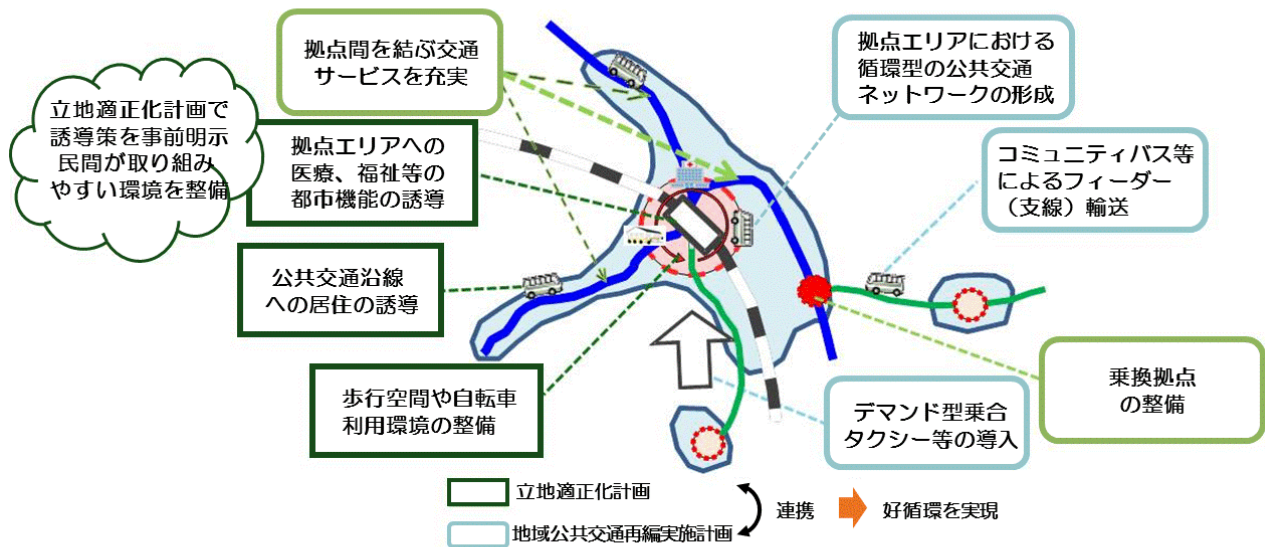 立地適正化計画で
誘導策を事前明示
民間が取り組み
やすい環境を整備
拠点間を結ぶ交通
サービスを充実
拠点エリアへの
医療、福祉等の
都市機能の誘導
公共交通沿線
への居住の誘導
歩行空間や自転車
利用環境の整備
拠点エリアにおける
循環型の公共交通
ネットワークの形成
コミュニティバス等
によるフィーダー
（支線）輸送
乗換拠点
の整備
デマンド型乗合
タクシー等の導入
立地適正化計画
地域公共交通再編実施計画
連携
好循環を実現